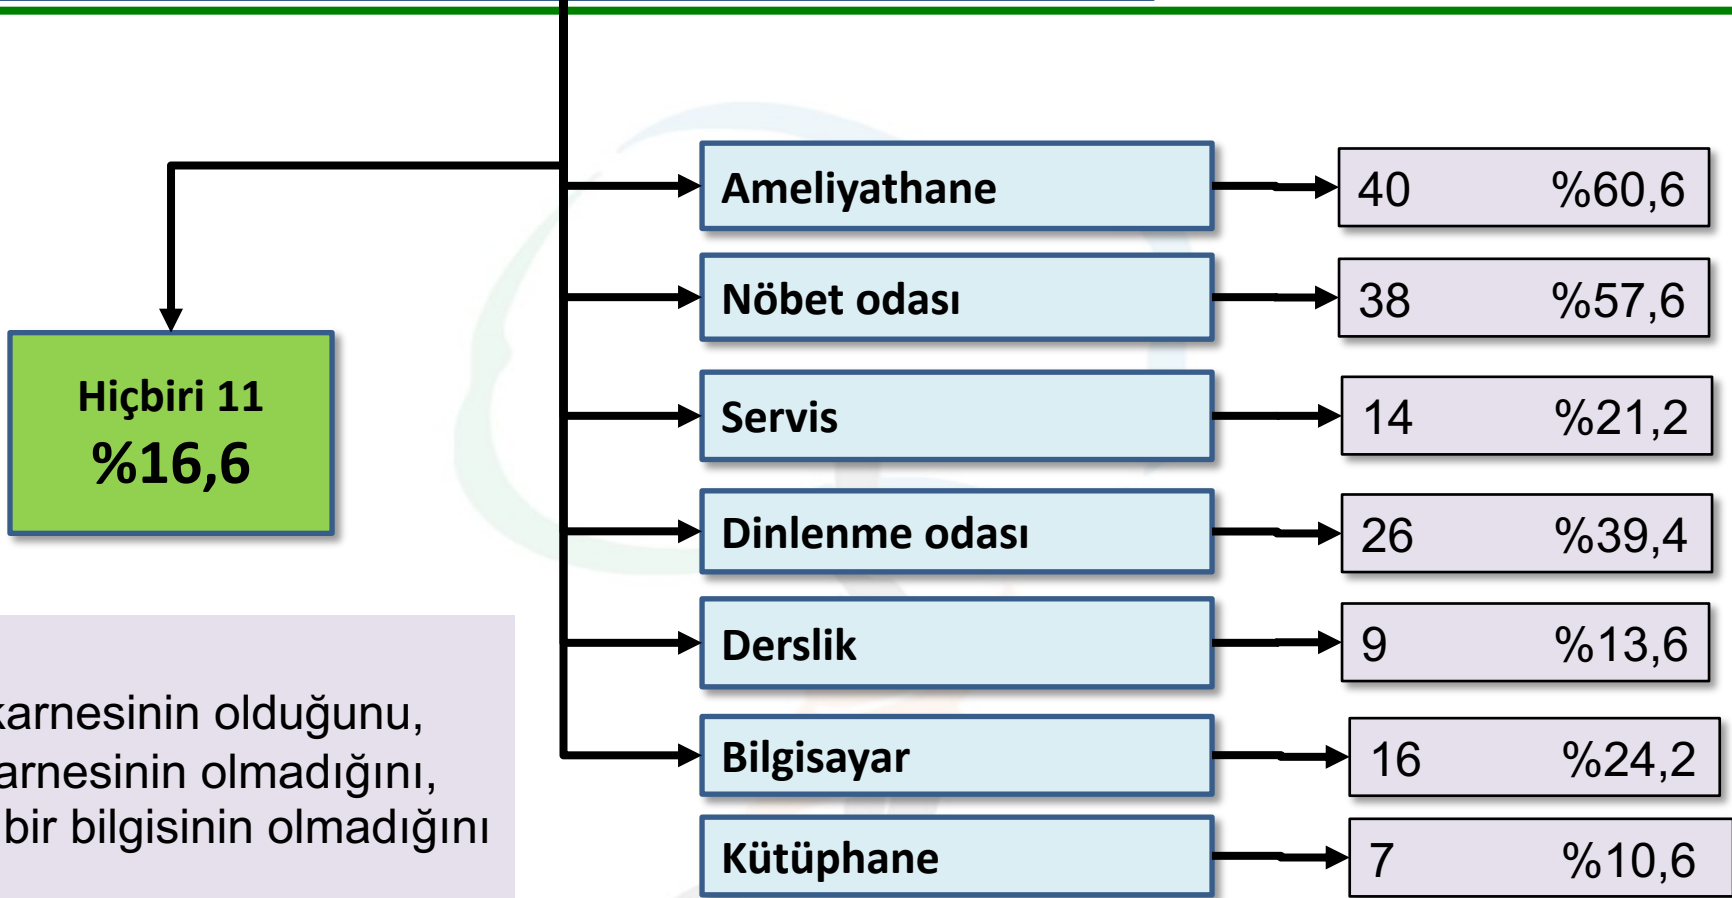 Ameliyathane 40 %60,6
Nöbet odası 38 %57,6
Hiçbiri 11
%16,6
Servis 14 %21,2
Dinlenme odası 26 %39,4
Derslik 9 %13,6
karnesinin olduğunu,
arnesinin olmadığını,
bir bilgisinin olmadığını
Bilgisayar 16 %24,2
Kütüphane 7 %10,6